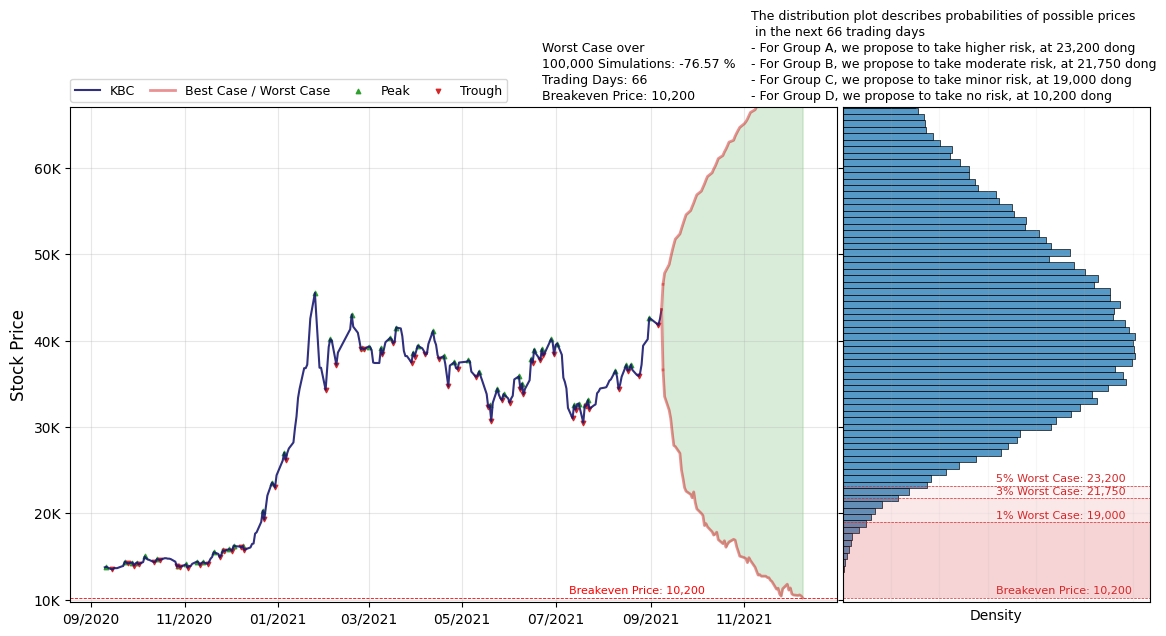 The distribution plot describes probabilities of possible prices
in the next 66 trading days
- For Group A, we propose to take higher risk, at 23,200 dong
- For Group B, we propose to take moderate risk, at 21,750 dong
- For Group C, we propose to take minor risk, at 19,000 dong
- For Group D, we propose to take no risk, at 10,200 dong
Worst Case over
100,000 Simulations: -76.57 %
Trading Days: 66
Breakeven Price: 10,200
KBC
Best Case / Worst Case
Peak
Trough
Stock Price
60K
50K
40K
30K
20K
10K
Breakeven Price: 10,200
09/2020
11/2020
01/2021
03/2021
05/2021
07/2021
09/2021
11/2021
5% Worst Case: 23,200
3% Worst Case: 21,750
1% Worst Case: 19,000
Breakeven Price: 10,200
Density